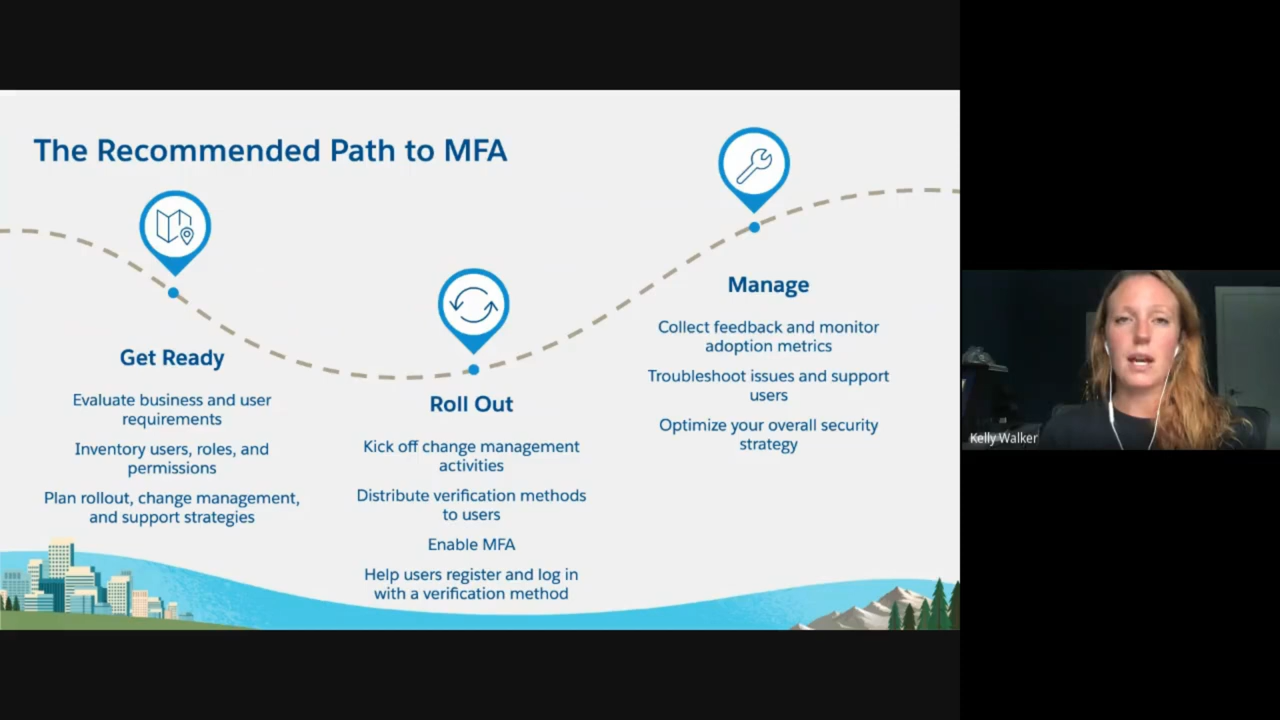 The Recommended Path to MFA
Get Ready
Evaluate business and user
requirements
Inventory users, roles, and
permissions
Plan rollout, change management,
and support strategies
Roll Out
Kick off change management
activities
Distribute verification methods
to users
Enable MFA
Help users register and log in
with a verification method
Manage
Collect feedback and monitor
adoption metrics
Troubleshoot issues and support
users
Optimize your overall security
strategy
Kelly Walker